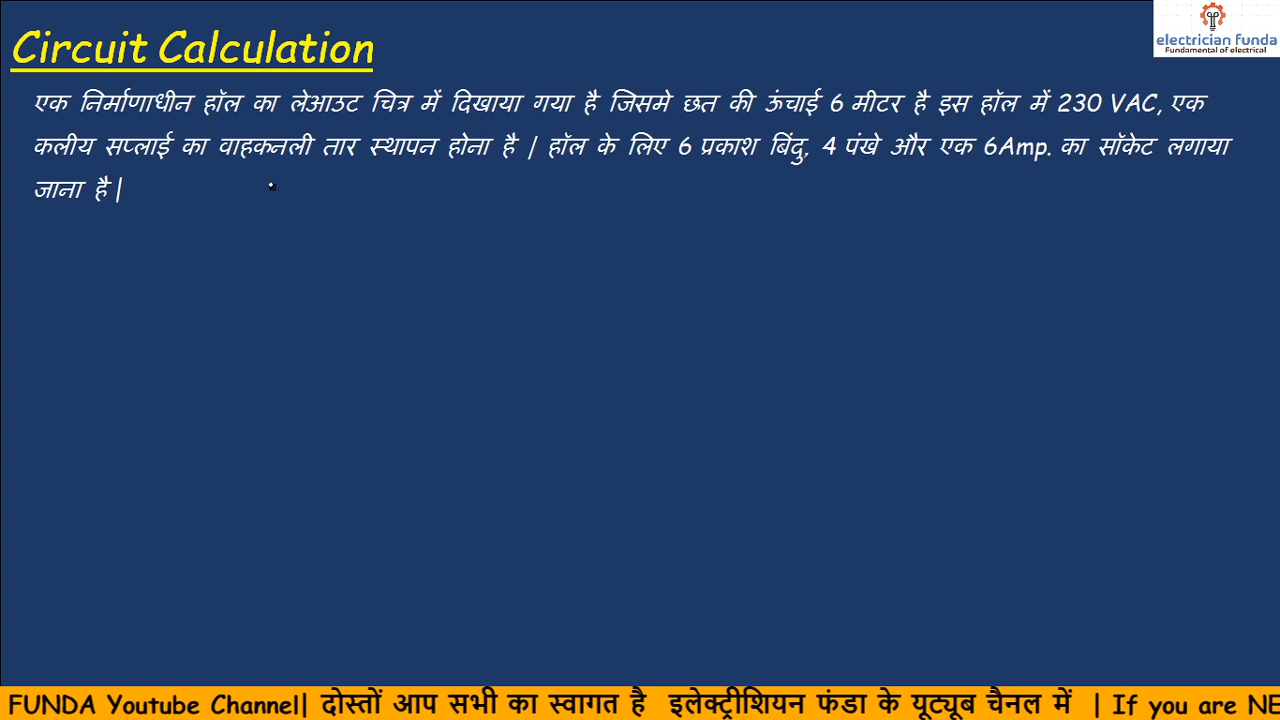 Circuit Calculation
electrician funda
Fundamental of electrical
एक निर्माणाधीन हॉल का लेआउट चित्र में दिखाया गया है जिसमे छत की ऊंचाई 6 मीटर है इस हॉल में 230 VAC, एक
कलीय सप्लाई का वाहकनली तार स्थापन होना है | हॉल के लिए 6 प्रकाश बिंदु, 4 पंखे और एक 6Amp. का सॉकेट लगाया
जाना है|
FUNDA Youtube Channel| दोस्तों आप सभी का स्वागत है इलेक्ट्रीशियन फंडा के यूट्यूब चैनल में | If you are NE